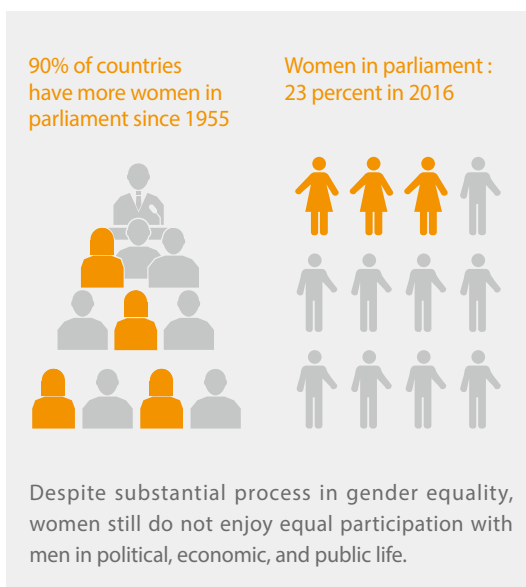 90% of countries
have more women in
parliament since 1955
Women in parliament :
23 percent in 2016
Despite substantial process in gender equality,
women still do not enjoy equal participation with
men in political, economic, and public life.